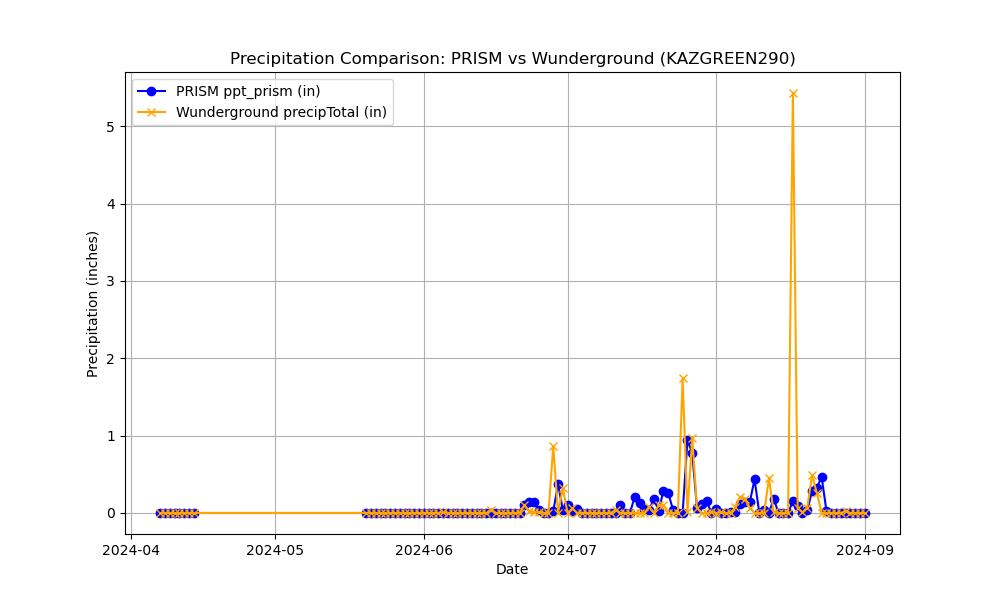 Precipitation Comparison: PRISM vs Wunderground (KAZGREEN290)
PRISM ppt_prism (in)
Wunderground precipTotal (in)
Precipitation (inches)
5
4
3
2
1
0
2024-04
2024-05
2024-06
2024-07
2024-08
2024-09
Date